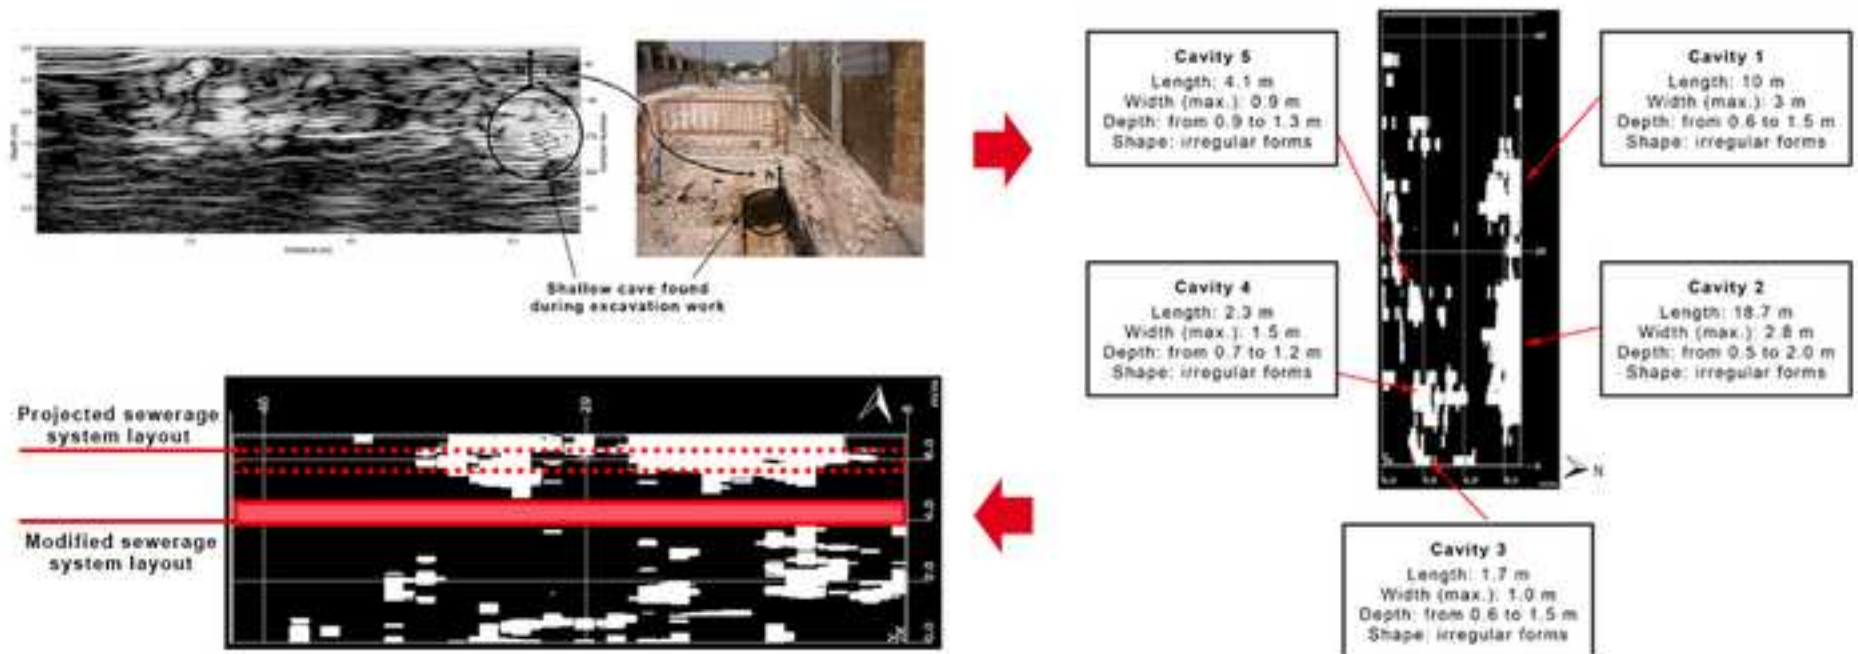 Shallow cave found
during excavation work
Cavity 5
Length: 4.1 m
Width (max.): 0.9 m
Depth: from 0.9 to 1.3 m
Shape: irregular forms
Cavity 1
Length: 10 m
Width (max.): 3 m
Depth: from 0.6 to 1.5 m
Shape: irregular forms
Cavity 4
Length: 2.3 m
Width (max.): 1.5 m
Depth: from 0.7 to 1.2 m
Shape: irregular forms
Cavity 2
Length: 18.7 m
Width (max.): 2.8 m
Depth: from 0.5 to 2.0 m
Shape: irregular forms
N
Cavity 3
Length: 1.7 m
Width (max.): 1.0 m
Depth: from 0.6 to 1.5 m
Shape: irregular forms
Projected sewerage
system layout
Modified sewerage
system layout